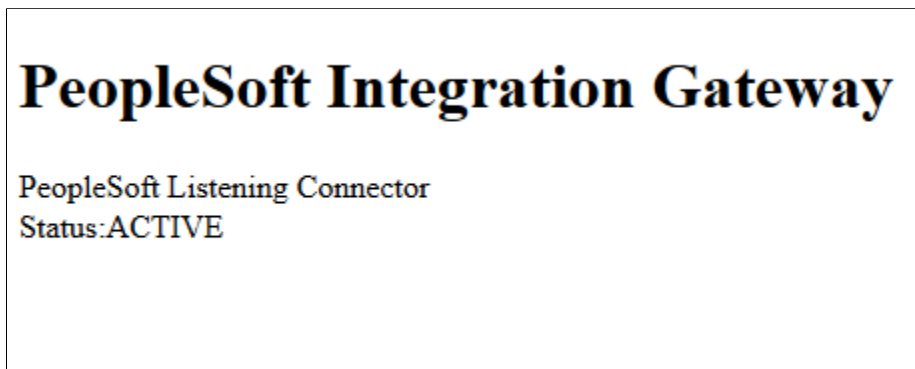 PeopleSoft Integration Gateway
PeopleSoft Listening Connector
Status:ACTIVE